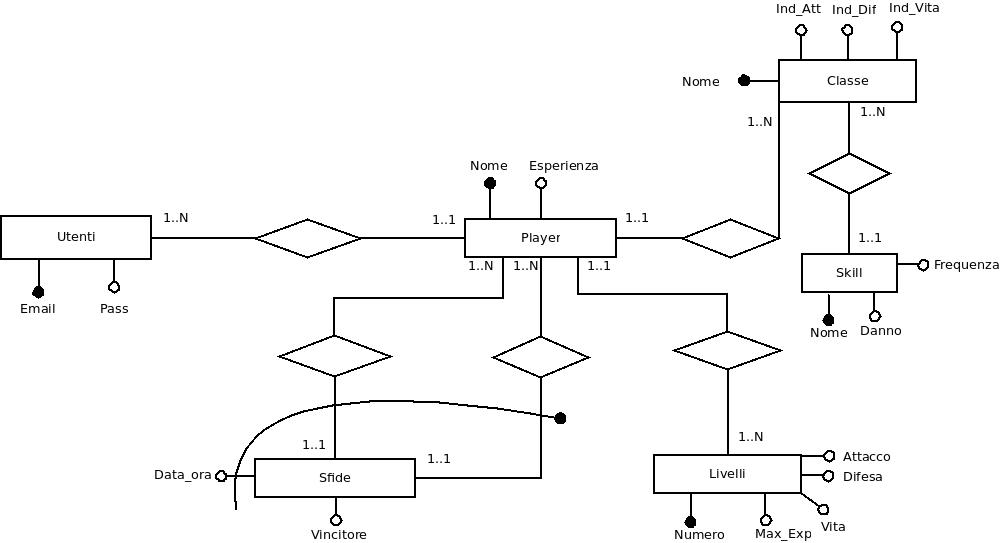 Ind_Att
Ind_Dif
Ind_Vita
Nome
Classe
1..N
1..N
Nome
Esperienza
1..N
1..1
1..1
Utenti
Player
1..1
Skill
Frequenza
1..N
1..N
1..1
Email
Pass
Nome
Danno
1..1
1..1
1..N
Attacco
Data_ora
Sfide
Livelli
Difesa
Vincitore
Numero
Max_Exp
Vita